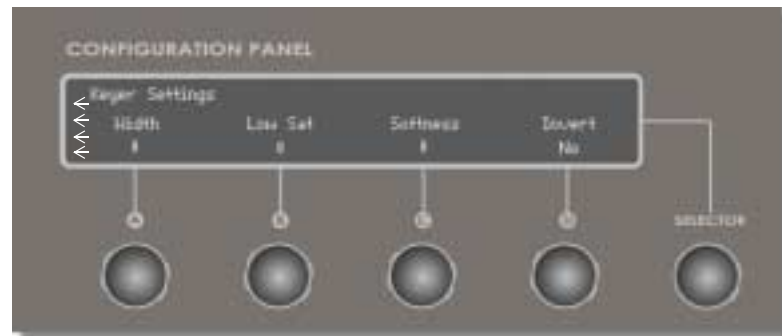 CONFIGURATION PANEL
Keyer Settings
Width Low Sat Softness Invert
No
SELECTOR